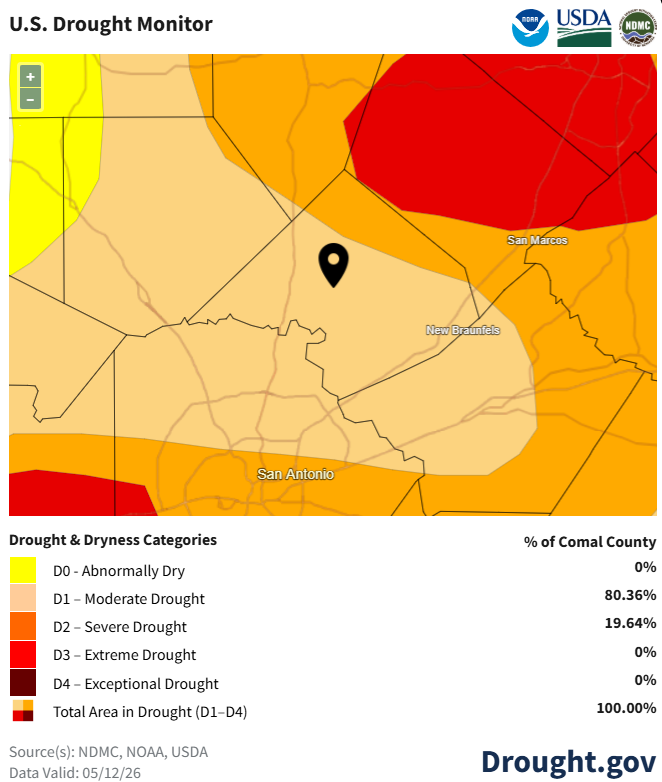 U.S. Drought Monitor
NOAA
USDA
NDMC
+
−
San Marcos
New Braunfels
San Antonio
Drought & Dryness Categories
% of Comal County
D0 - Abnormally Dry
0%
D1 – Moderate Drought
80.36%
D2 – Severe Drought
19.64%
D3 – Extreme Drought
0%
D4 – Exceptional Drought
0%
Total Area in Drought (D1–D4)
100.00%
Source(s): NDMC, NOAA, USDA
Data Valid: 05/12/26
Drought.gov